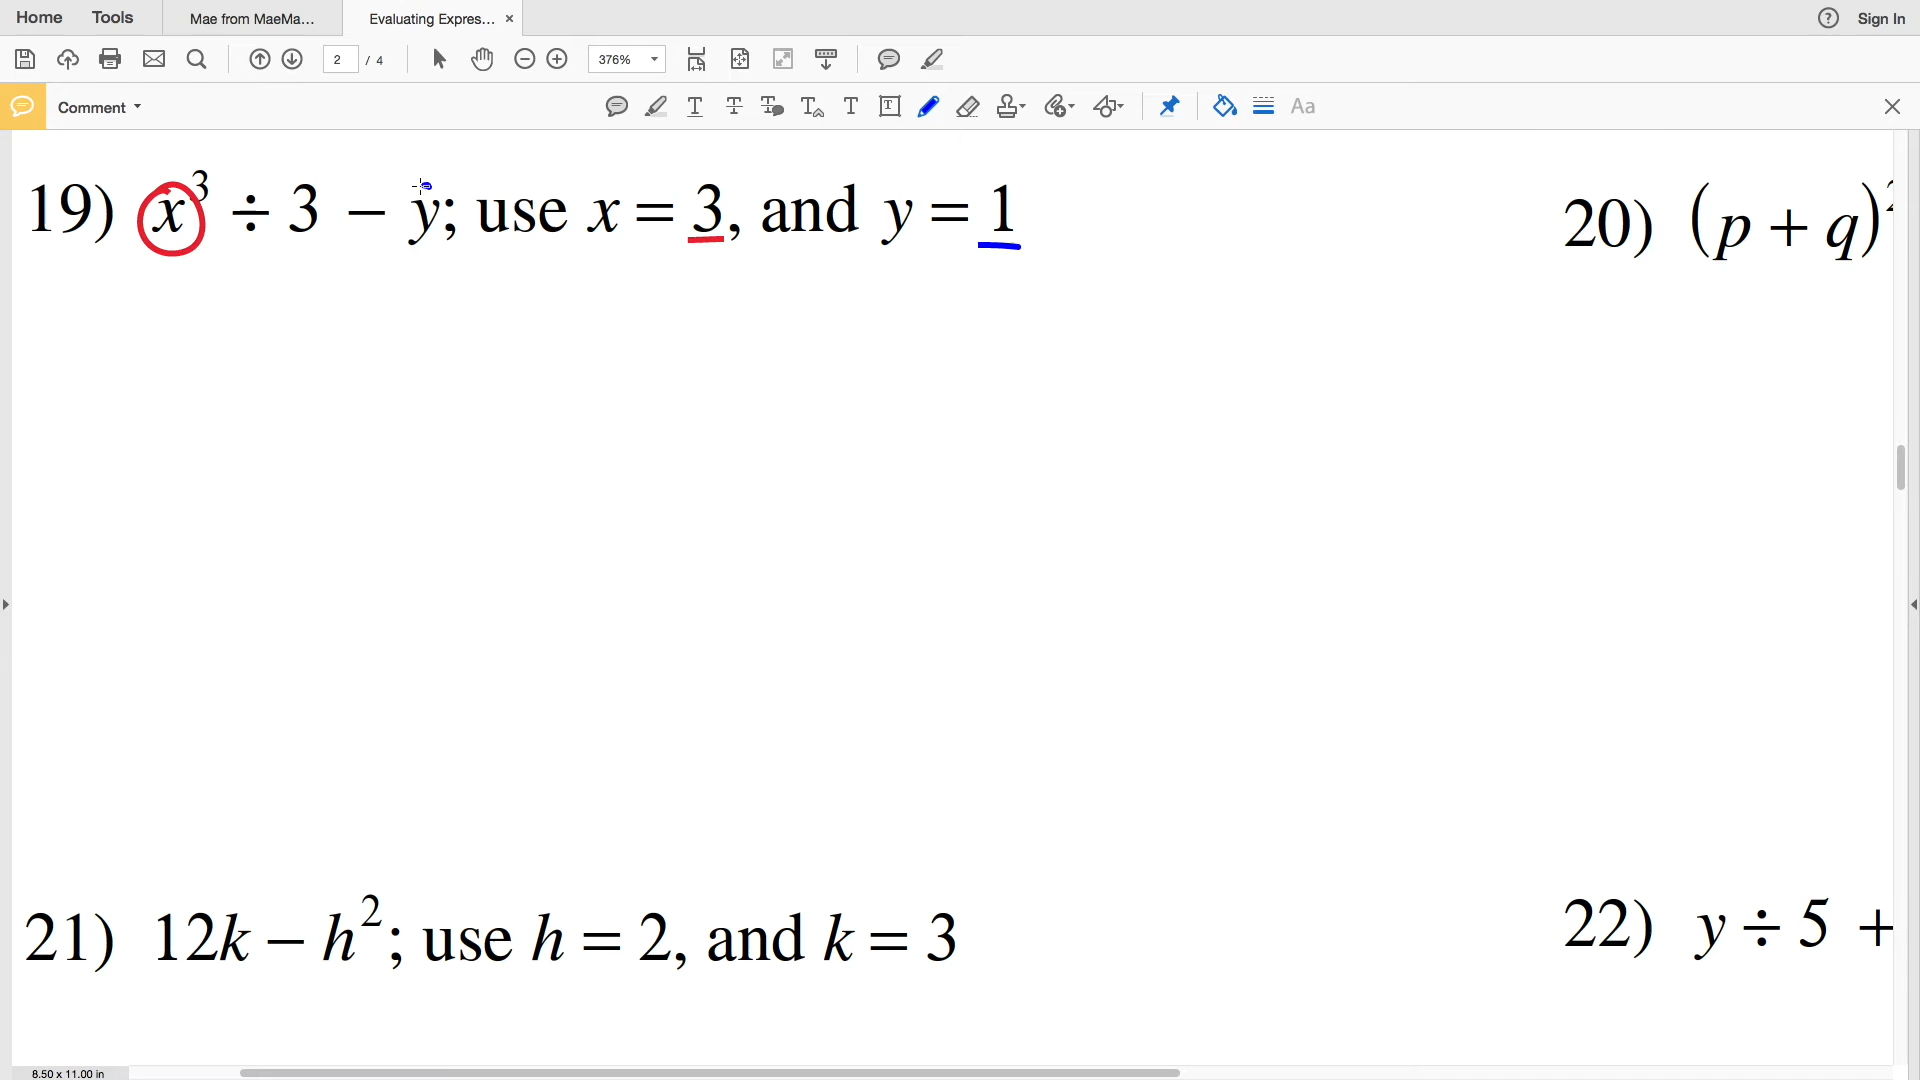 Home Tools Mae from MaeMa... Evaluating Expres... × ? Sign In
2 / 4 376%
Comment Aa
19) x³ ÷ 3 − y; use x = 3, and y = 1
20) (p + q)
21) 12k − h²; use h = 2, and k = 3
22) y ÷ 5 +
8.50 x 11.00 in